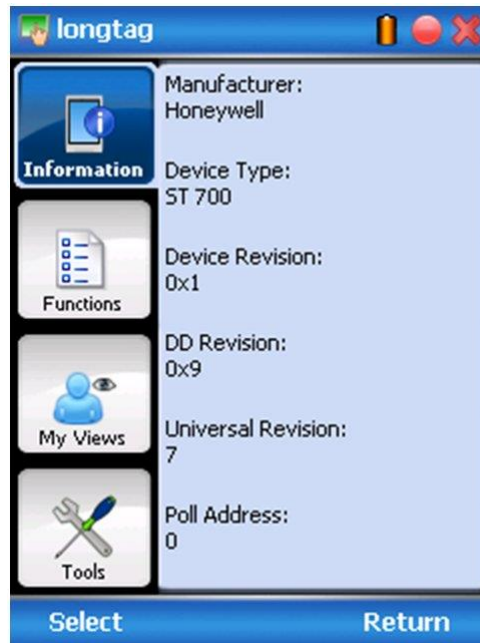 longtag
Information
Functions
My Views
Tools
Manufacturer:
Honeywell
Device Type:
ST 700
Device Revision:
0x1
DD Revision:
0x9
Universal Revision:
7
Poll Address:
0
Select
Return